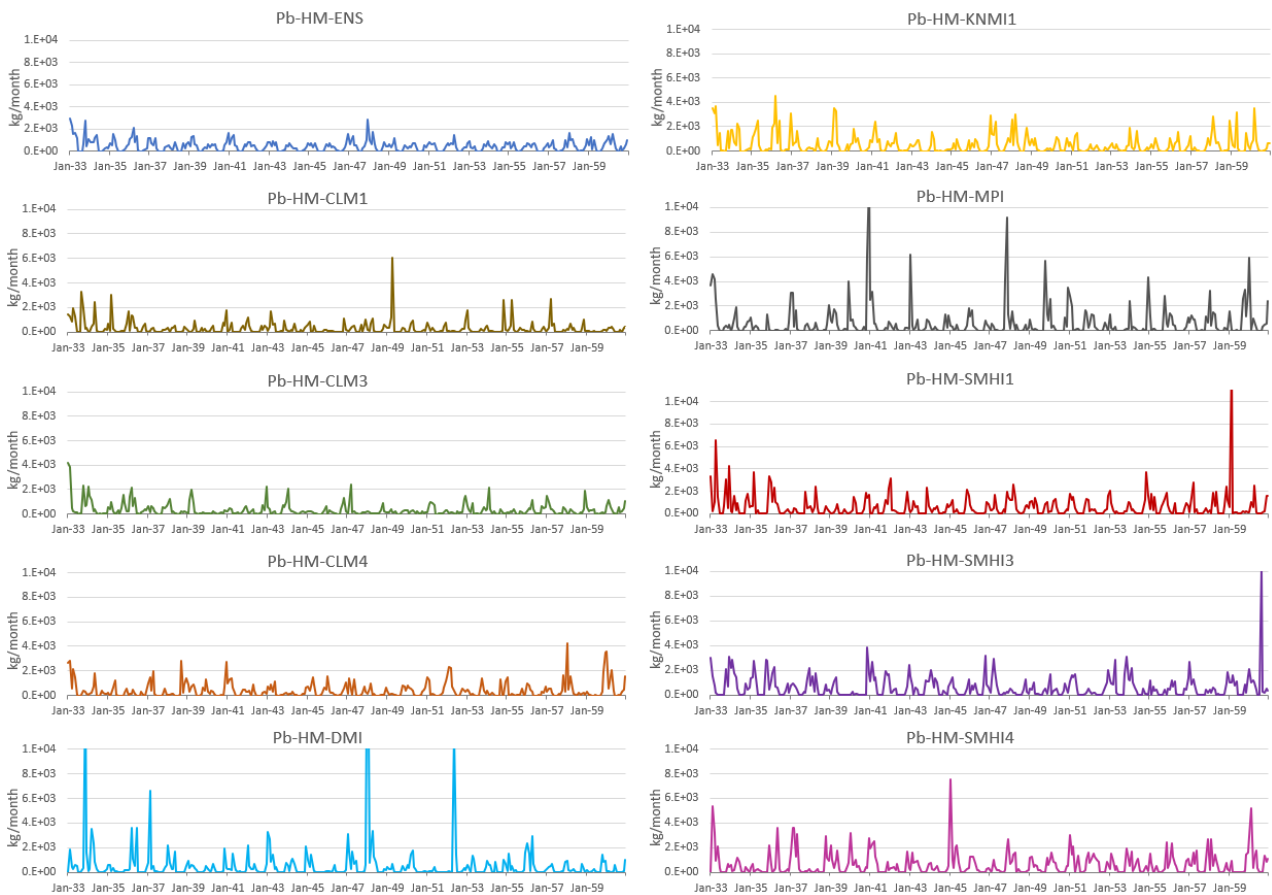 Pb-HM-ENS
kg/month
1.E+04
8.E+03
6.E+03
4.E+03
2.E+03
0.E+00
Jan-33 Jan-35 Jan-37 Jan-39 Jan-41 Jan-43 Jan-45 Jan-47 Jan-49 Jan-51 Jan-53 Jan-55 Jan-57 Jan-59
Pb-HM-KNMI1
kg/month
1.E+04
8.E+03
6.E+03
4.E+03
2.E+03
0.E+00
Jan-33 Jan-35 Jan-37 Jan-39 Jan-41 Jan-43 Jan-45 Jan-47 Jan-49 Jan-51 Jan-53 Jan-55 Jan-57 Jan-59
Pb-HM-CLM1
kg/month
1.E+04
8.E+03
6.E+03
4.E+03
2.E+03
0.E+00
Jan-33 Jan-35 Jan-37 Jan-39 Jan-41 Jan-43 Jan-45 Jan-47 Jan-49 Jan-51 Jan-53 Jan-55 Jan-57 Jan-59
Pb-HM-MPI
kg/month
1.E+04
8.E+03
6.E+03
4.E+03
2.E+03
0.E+00
Jan-33 Jan-35 Jan-37 Jan-39 Jan-41 Jan-43 Jan-45 Jan-47 Jan-49 Jan-51 Jan-53 Jan-55 Jan-57 Jan-59
Pb-HM-CLM3
kg/month
1.E+04
8.E+03
6.E+03
4.E+03
2.E+03
0.E+00
Jan-33 Jan-35 Jan-37 Jan-39 Jan-41 Jan-43 Jan-45 Jan-47 Jan-49 Jan-51 Jan-53 Jan-55 Jan-57 Jan-59
Pb-HM-SMHI1
kg/month
1.E+04
8.E+03
6.E+03
4.E+03
2.E+03
0.E+00
Jan-33 Jan-35 Jan-37 Jan-39 Jan-41 Jan-43 Jan-45 Jan-47 Jan-49 Jan-51 Jan-53 Jan-55 Jan-57 Jan-59
Pb-HM-CLM4
kg/month
1.E+04
8.E+03
6.E+03
4.E+03
2.E+03
0.E+00
Jan-33 Jan-35 Jan-37 Jan-39 Jan-41 Jan-43 Jan-45 Jan-47 Jan-49 Jan-51 Jan-53 Jan-55 Jan-57 Jan-59
Pb-HM-SMHI3
kg/month
1.E+04
8.E+03
6.E+03
4.E+03
2.E+03
0.E+00
Jan-33 Jan-35 Jan-37 Jan-39 Jan-41 Jan-43 Jan-45 Jan-47 Jan-49 Jan-51 Jan-53 Jan-55 Jan-57 Jan-59
Pb-HM-DMI
kg/month
1.E+04
8.E+03
6.E+03
4.E+03
2.E+03
0.E+00
Jan-33 Jan-35 Jan-37 Jan-39 Jan-41 Jan-43 Jan-45 Jan-47 Jan-49 Jan-51 Jan-53 Jan-55 Jan-57 Jan-59
Pb-HM-SMHI4
kg/month
1.E+04
8.E+03
6.E+03
4.E+03
2.E+03
0.E+00
Jan-33 Jan-35 Jan-37 Jan-39 Jan-41 Jan-43 Jan-45 Jan-47 Jan-49 Jan-51 Jan-53 Jan-55 Jan-57 Jan-59